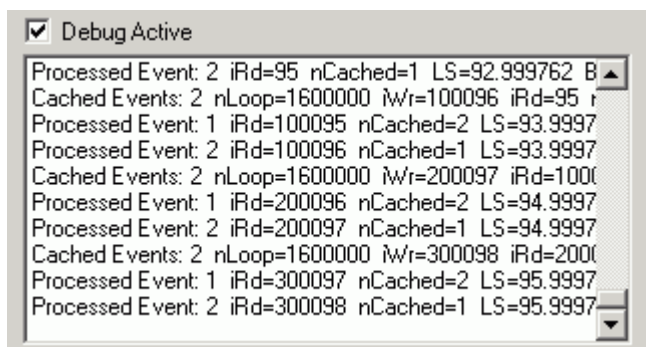 Debug Active
Processed Event: 2 iRd=95 nCached=1 LS=92.999762 B
Cached Events: 2 nLoop=1600000 iWr=100096 iRd=95
Processed Event: 1 iRd=100095 nCached=2 LS=93.9997
Processed Event: 2 iRd=100096 nCached=1 LS=93.9997
Cached Events: 2 nLoop=1600000 iWr=200097 iRd=1000
Processed Event: 1 iRd=200096 nCached=2 LS=94.9997
Processed Event: 2 iRd=200097 nCached=1 LS=94.9997
Cached Events: 2 nLoop=1600000 iWr=300098 iRd=2000
Processed Event: 1 iRd=300097 nCached=2 LS=95.9997
Processed Event: 2 iRd=300098 nCached=1 LS=95.9997